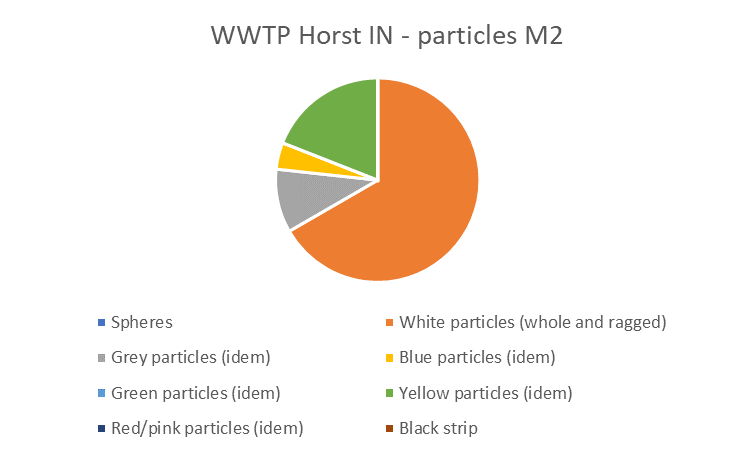 WWTP Horst IN - particles M2
Spheres
White particles (whole and ragged)
Grey particles (idem)
Blue particles (idem)
Green particles (idem)
Yellow particles (idem)
Red/pink particles (idem)
Black strip